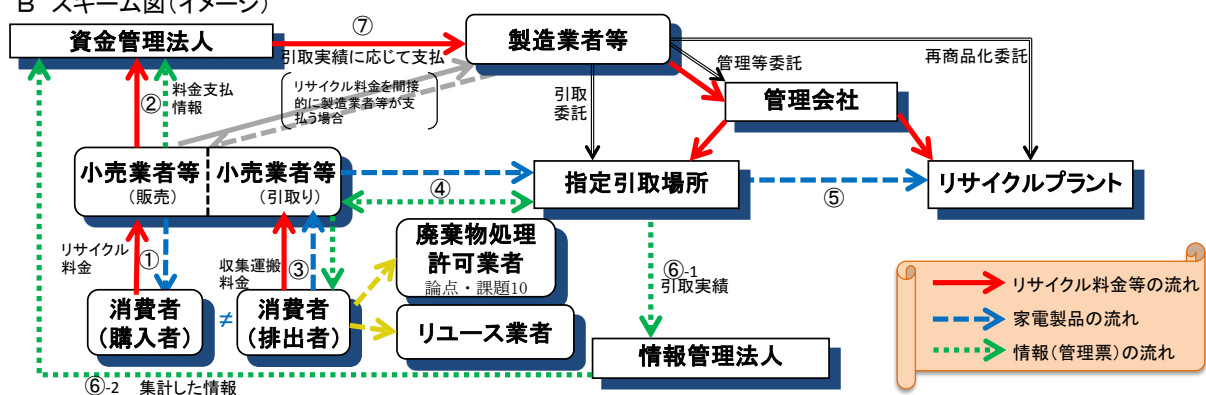 B スキーム図(イメージ)
資金管理法人
⑦
引取実績に応じて支払
製造業者等
管理等委託
再商品化委託
②
料金支払
情報
リサイクル料金を間接
的に製造業者等が支
払う場合
引取
委託
管理会社
小売業者等
(販売)
小売業者等
(引取り)
④
指定引取場所
⑤
リサイクルプラント
リサイクル
料金
①
収集運搬
料金
③
廃棄物処理
許可業者
論点・課題10
⑥-1
引取実績
消費者
(購入者)
≠
消費者
(排出者)
リユース業者
情報管理法人
リサイクル料金等の流れ
家電製品の流れ
情報(管理票)の流れ
⑥-2 集計した情報